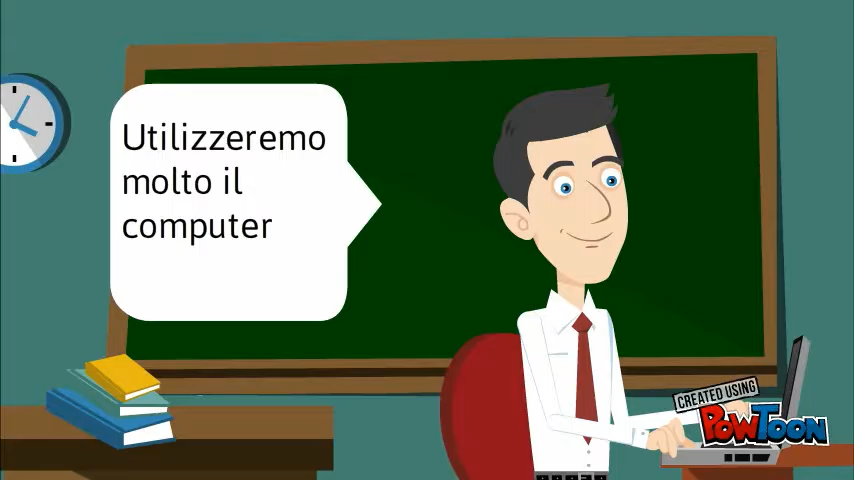 Utilizzeremo
molto il
computer
CREATED USING
POWTOON